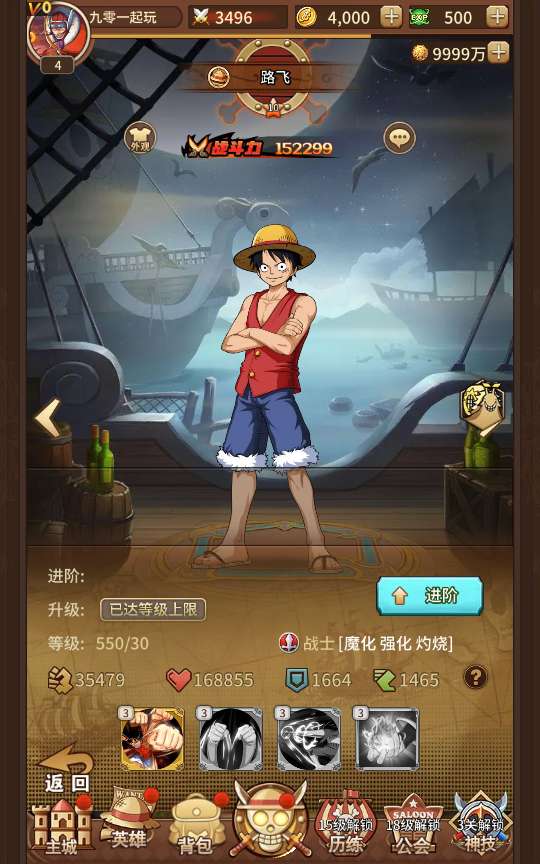 V0
九零一起玩
3496
4,000
EXP
500
4
9999万
路飞
10
外观
战斗力 152299
进阶:
进阶
升级:
已达等级上限
等级: 550/30
战士 [魔化 强化 灼烧]
35479
168855
1664
1465
?
3
3
3
3
返回
WANTED
SALOON
15级解锁
18级解锁
3关解锁
主城
英雄
背包
历练
公会
神技